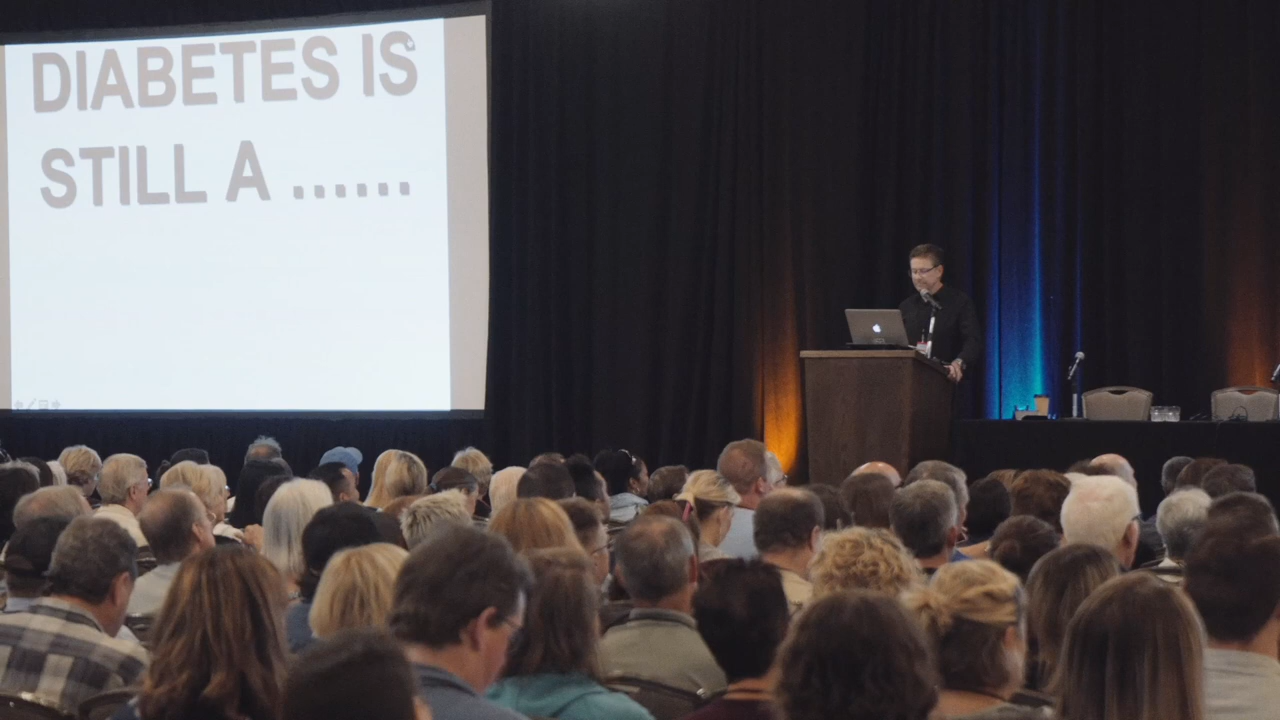 DIABETES IS
STILL A ......